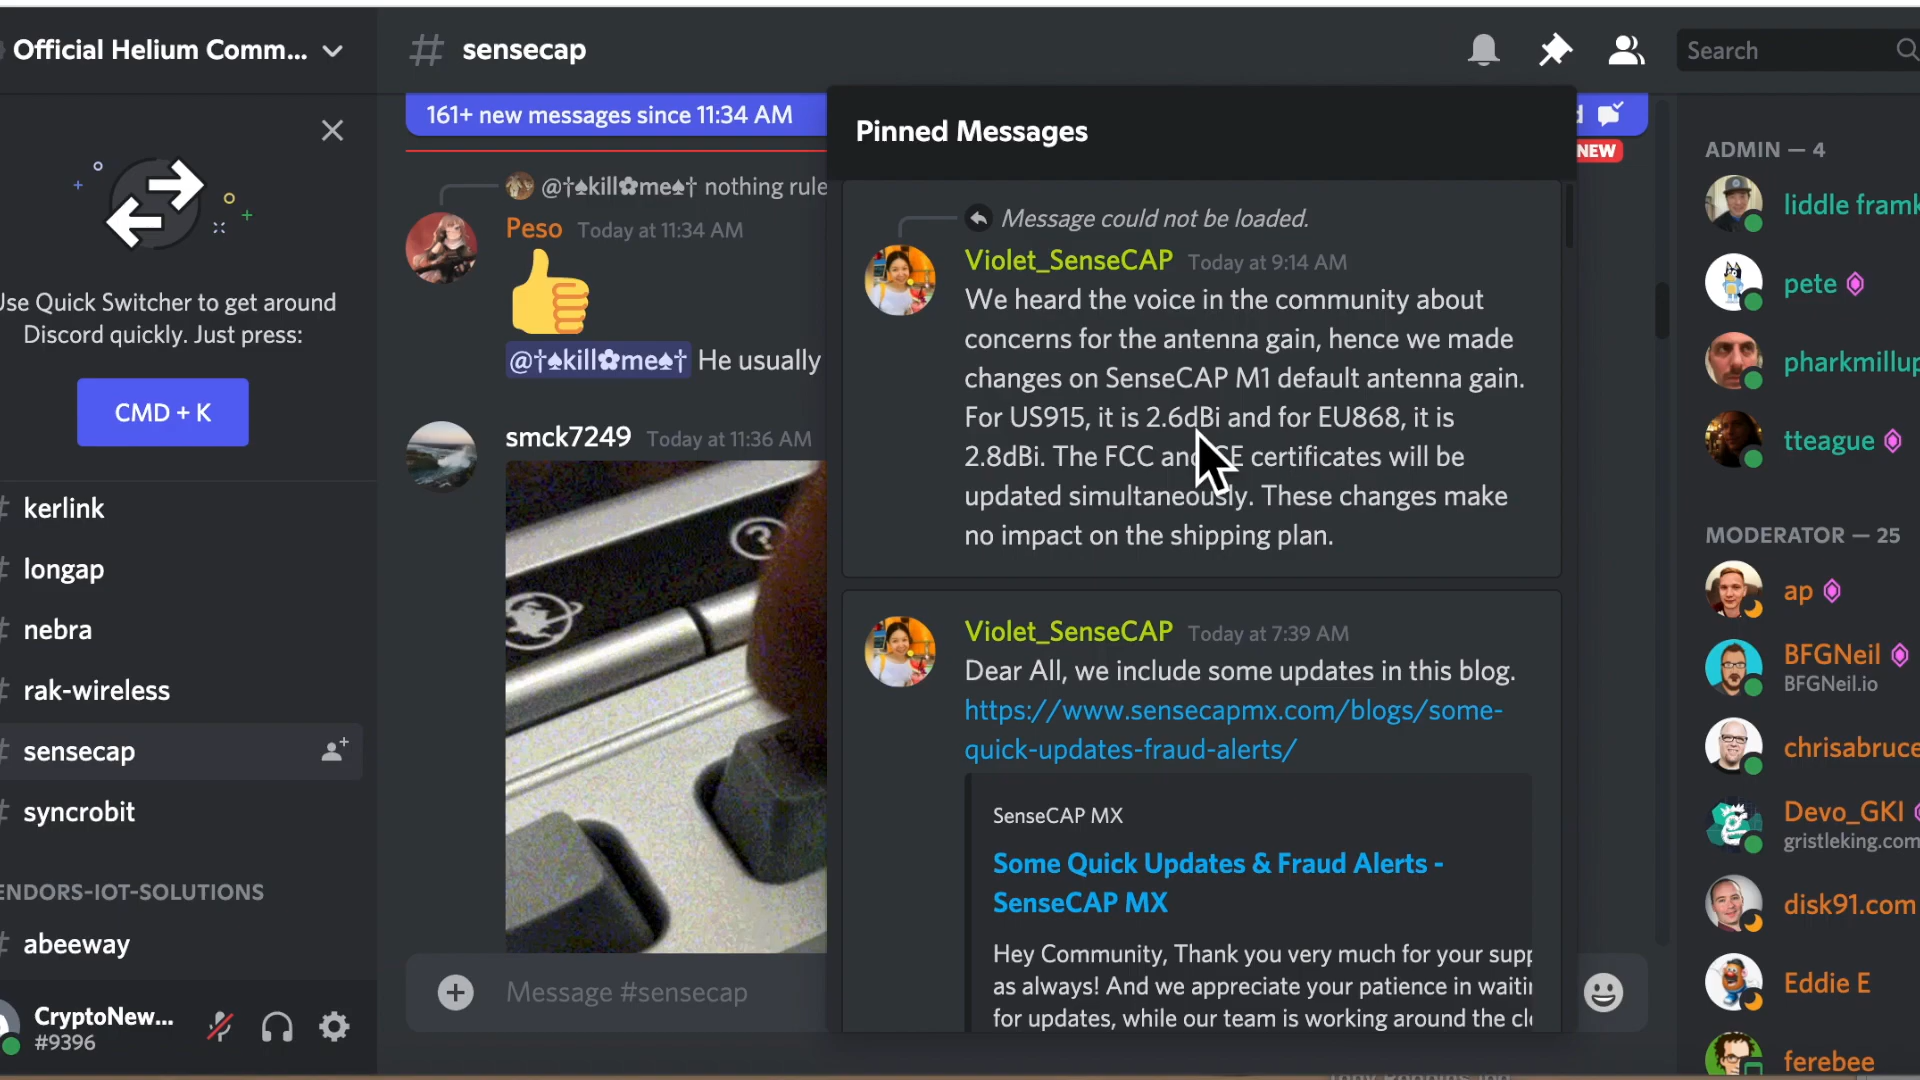 Official Helium Comm...
sensecap
Search
161+ new messages since 11:34 AM
NEW
Pinned Messages
@†♠kill✿me♠† nothing rule
Peso Today at 11:34 AM
@†♠kill✿me♠† He usually
smck7249 Today at 11:36 AM
Message #sensecap
Use Quick Switcher to get around
Discord quickly. Just press:
CMD + K
kerlink
longap
nebra
rak-wireless
sensecap
syncrobit
ENDORS-IOT-SOLUTIONS
abeeway
CryptoNew...
#9396
Message could not be loaded.
Violet_SenseCAP Today at 9:14 AM
We heard the voice in the community about
concerns for the antenna gain, hence we made
changes on SenseCAP M1 default antenna gain.
For US915, it is 2.6dBi and for EU868, it is
2.8dBi. The FCC and CE certificates will be
updated simultaneously. These changes make
no impact on the shipping plan.
Violet_SenseCAP Today at 7:39 AM
Dear All, we include some updates in this blog.
https://www.sensecapmx.com/blogs/some-
quick-updates-fraud-alerts/
SenseCAP MX
Some Quick Updates & Fraud Alerts -
SenseCAP MX
Hey Community, Thank you very much for your supp
as always! And we appreciate your patience in waitin
for updates, while our team is working around the clo
ADMIN — 4
liddle framk
pete
pharkmillup
tteague
MODERATOR — 25
ap
BFGNeil
BFGNeil.io
chrisabruce
Devo_GKI
gristleking.com
disk91.com
Eddie E
ferebee